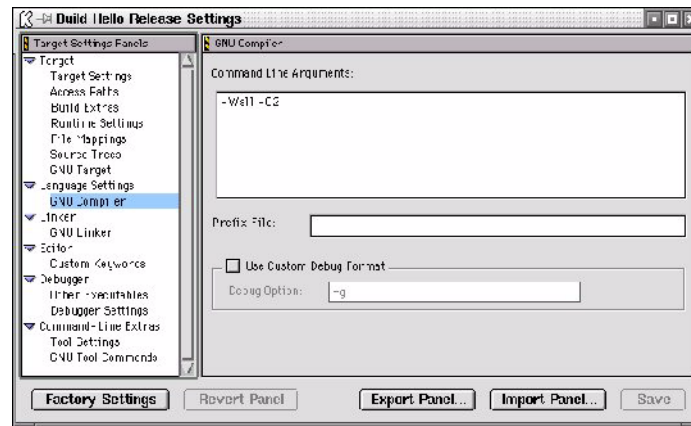 Build Hello Release Settings
Target Settings Panels
Target
Target Settings
Access Paths
Build Extras
Runtime Settings
File Mappings
Source Trees
GNU Target
Language Settings
GNU Compiler
Linker
GNU Linker
Editor
Custom Keywords
Debugger
Other Executables
Debugger Settings
Command-Line Extras
Tool Settings
GNU Tool Commands
GNU Compiler
Command Line Arguments:
-Wall -O2
Prefix File:
Use Custom Debug Format
Debug Option:
-g
Factory Settings
Revert Panel
Export Panel...
Import Panel...
Save